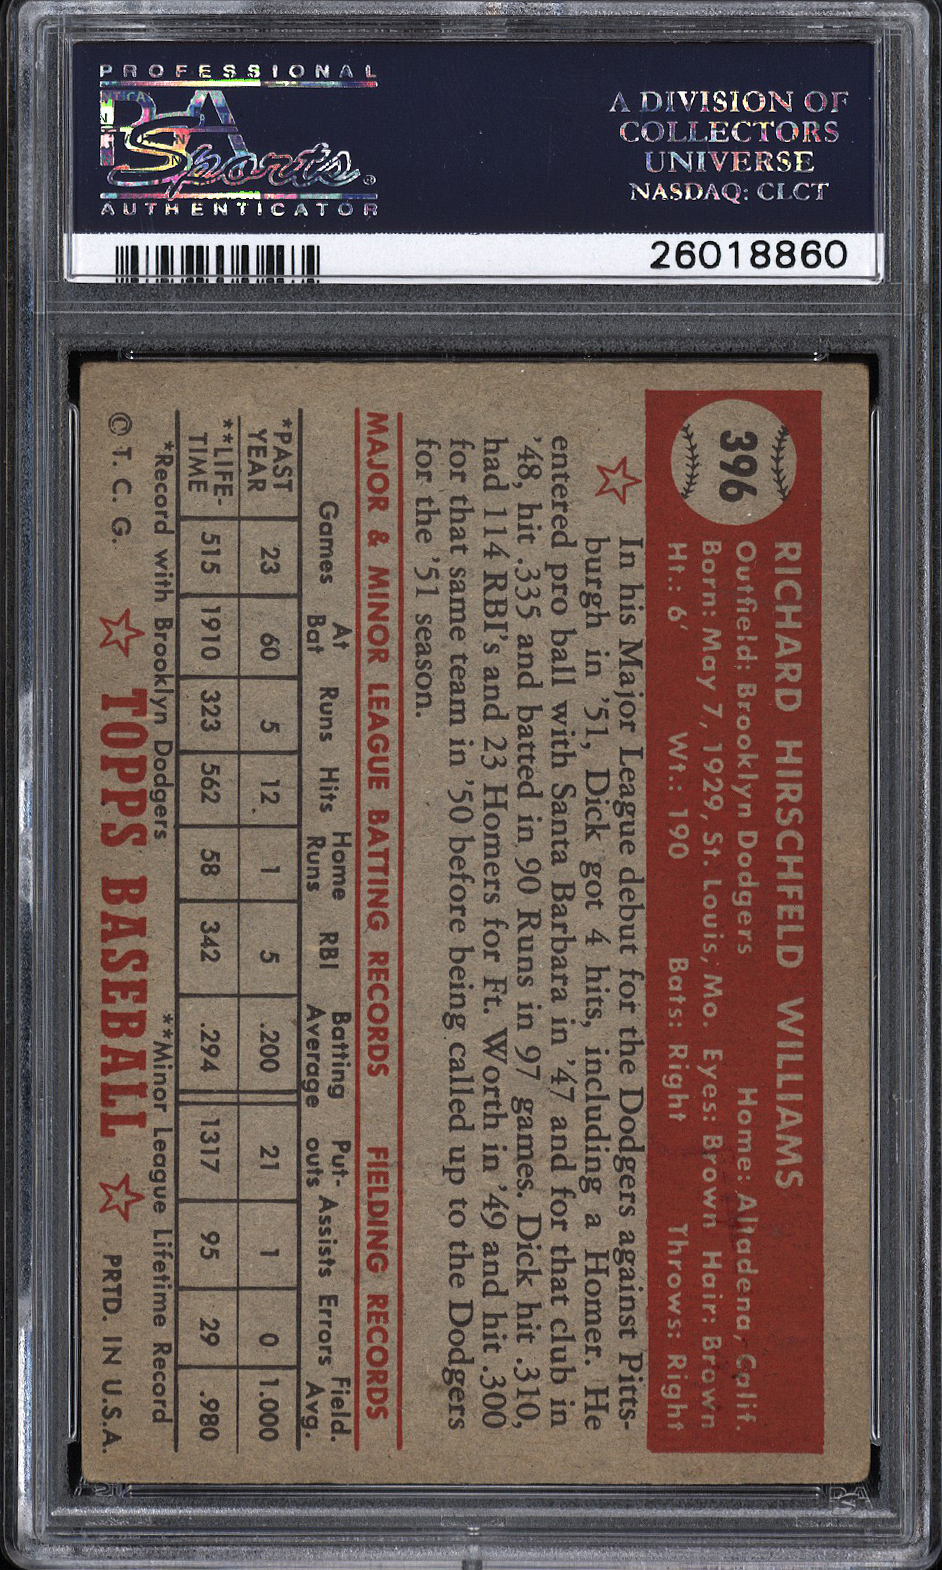 PROFESSIONAL
PSA
Sports®
AUTHENTICATOR
A DIVISION OF
COLLECTORS
UNIVERSE
NASDAQ: CLCT
26018860
396
RICHARD HIRSCHFELD WILLIAMS
Outfield: Brooklyn Dodgers Home: Altadena, Calif.
Born: May 7, 1929, St. Louis, Mo. Eyes: Brown Hair: Brown
Ht.: 6' Wt.: 190 Bats: Right Throws: Right
In his Major League debut for the Dodgers against Pitts-
burgh in '51, Dick got 4 hits, including a Homer. He
entered pro ball with Santa Barbara in '47 and for that club in
'48, hit .335 and batted in 90 Runs in 97 games. Dick hit .310,
had 114 RBI's and 23 Homers for Ft. Worth in '49 and hit .300
for that same team in '50 before being called up to the Dodgers
for the '51 season.
MAJOR & MINOR LEAGUE BATTING RECORDS FIELDING RECORDS
Games At Bat Runs Hits Home Runs RBI Batting Average Put-outs Assists Errors Field. Avg.
*PAST YEAR 23 60 5 12 1 5 .200 21 1 0 1.000
**LIFE-TIME 515 1910 323 562 58 342 .294 1317 95 29 .980
*Record with Brooklyn Dodgers **Minor League Lifetime Record
© T. C. G. TOPPS BASEBALL PRTD. IN U.S.A.